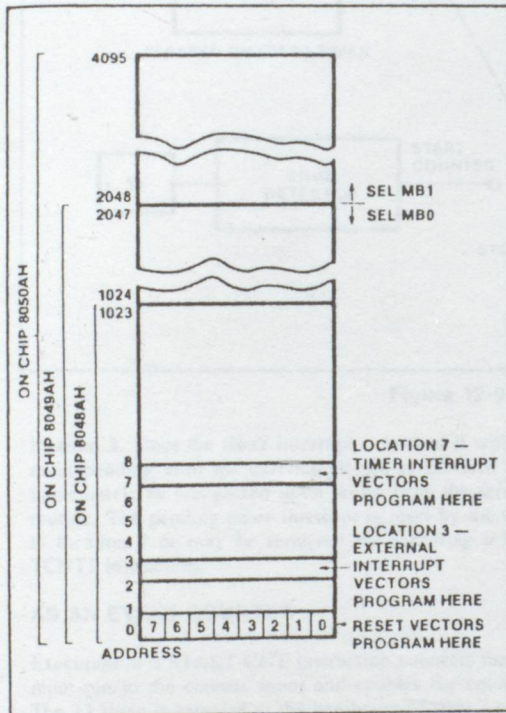 4095
2048
2047
SEL MB1
SEL MB0
1024
1023
ON CHIP 8050AH
ON CHIP 8049AH
ON CHIP 8048AH
8
7
6
5
4
3
2
1
0
LOCATION 7 -
TIMER INTERRUPT
VECTORS
PROGRAM HERE
LOCATION 3 -
EXTERNAL
INTERRUPT
VECTORS
PROGRAM HERE
7 6 5 4 3 2 1 0
RESET VECTORS
PROGRAM HERE
ADDRESS